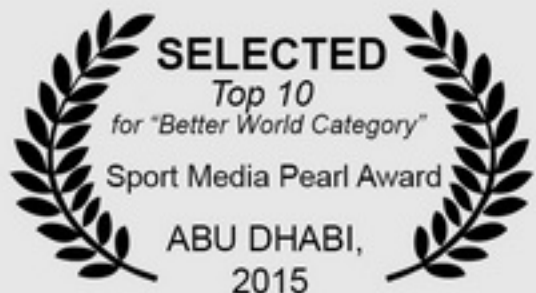 SELECTED
Top 10
for "Better World Category"
Sport Media Pearl Award
ABU DHABI,
2015